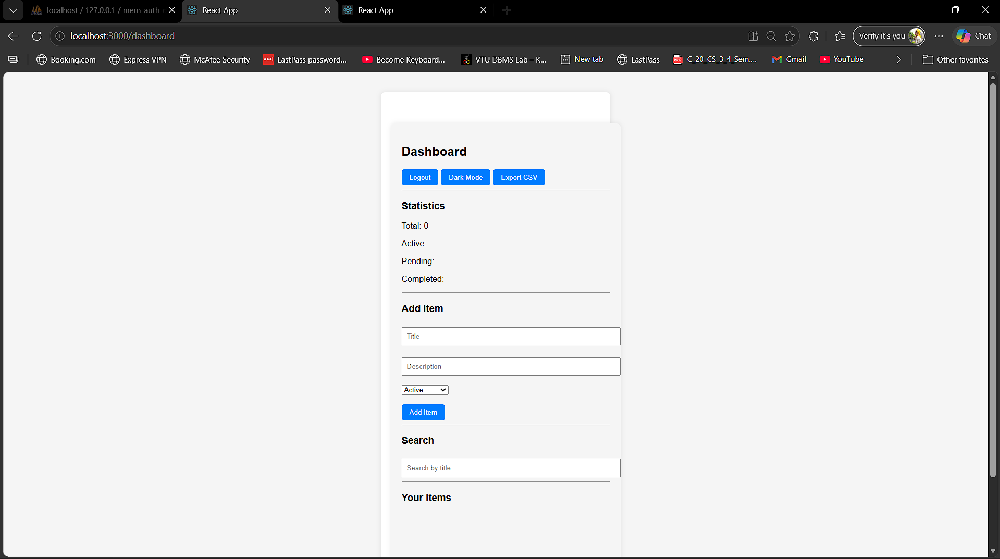 localhost / 127.0.0.1 / mern_auth_
React App
React App
localhost:3000/dashboard
Verify it's you
Chat
Booking.com
Express VPN
McAfee Security
LastPass password...
Become Keyboard...
VTU DBMS Lab – K...
New tab
LastPass
C_20_CS_3_4_Sem....
Gmail
YouTube
Other favorites
Dashboard
Logout
Dark Mode
Export CSV
Statistics
Total: 0
Active:
Pending:
Completed:
Add Item
Title
Description
Active
Add Item
Search
Search by title...
Your Items